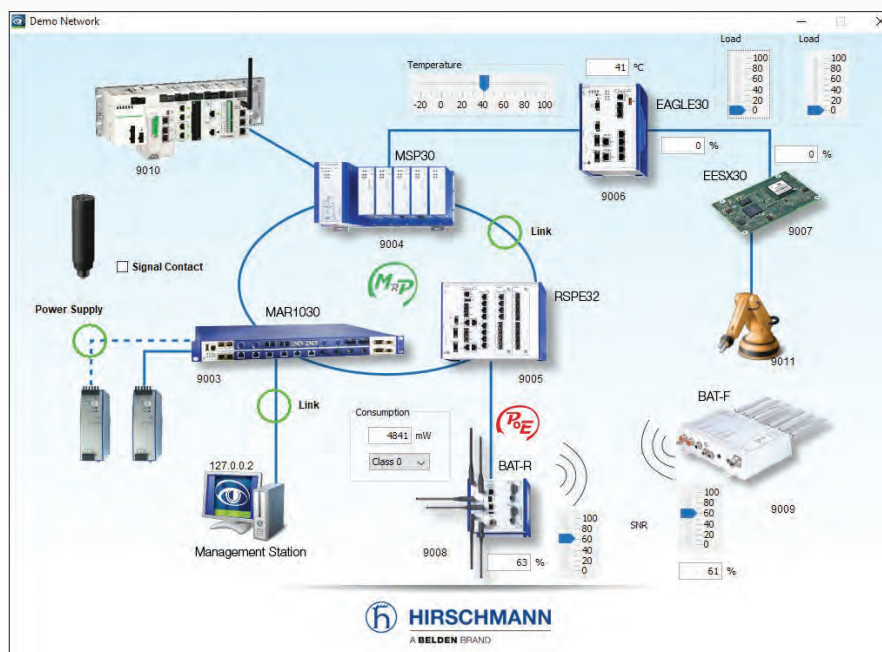 Demo Network
Load
Load
Temperature
41 °C
100
80
60
40
20
0
100
80
60
40
20
0
-20 0 20 40 60 80 100
EAGLE30
0 %
0 %
MSP30
9010
9006
EESX30
9007
9004
Link
Signal Contact
MRP
RSPE32
Power Supply
MAR1030
9003
9005
9011
Link
Consumption
4841 mW
Class 0
PoE
BAT-F
BAT-R
127.0.0.2
9009
100
80
60
40
20
0
SNR
100
80
60
40
20
0
Management Station
9008
63 %
61 %
HIRSCHMANN
A BELDEN BRAND